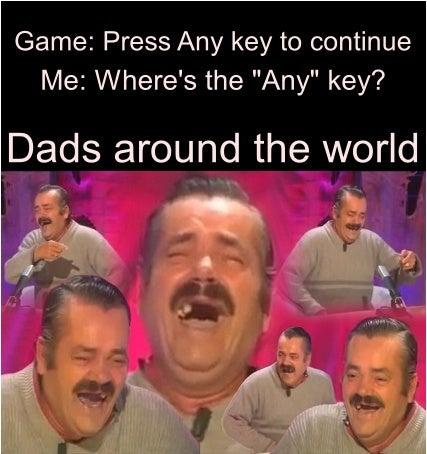 Game: Press Any key to continue
Me: Where's the "Any" key?
Dads around the world